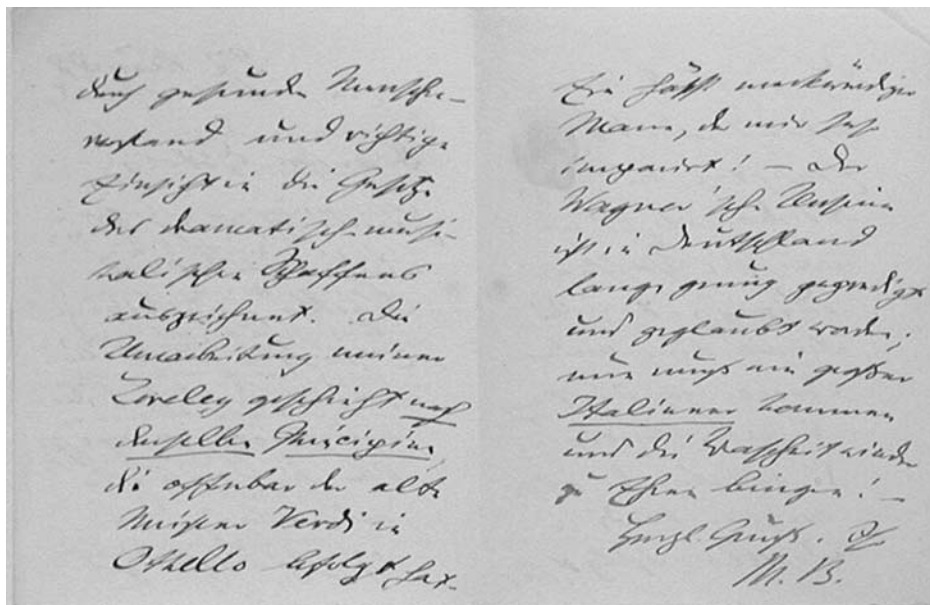 durch gesunden Menschen-
verstand und richtige
Einsicht in die Gesetze
des dramatisch-musi-
kalischen Schaffens
auszeichnet. Die
Umarbeitung meiner
Loreley geschieht nach
denselben Principien,
die offenbar der alte
Meister Verdi in
Othello befolgt hat.
Ein höchst merkwürdiger
Mann, der mir sehr
imponirt! — Der
Wagner'sche Unsinn
ist in Deutschland
lange genug gepredigt
und geglaubt worden;
nun muß ein großer
Italiener kommen
und die Wahrheit wieder
zu Ehren bringen! —
Herzl. Gruß.
M. B.